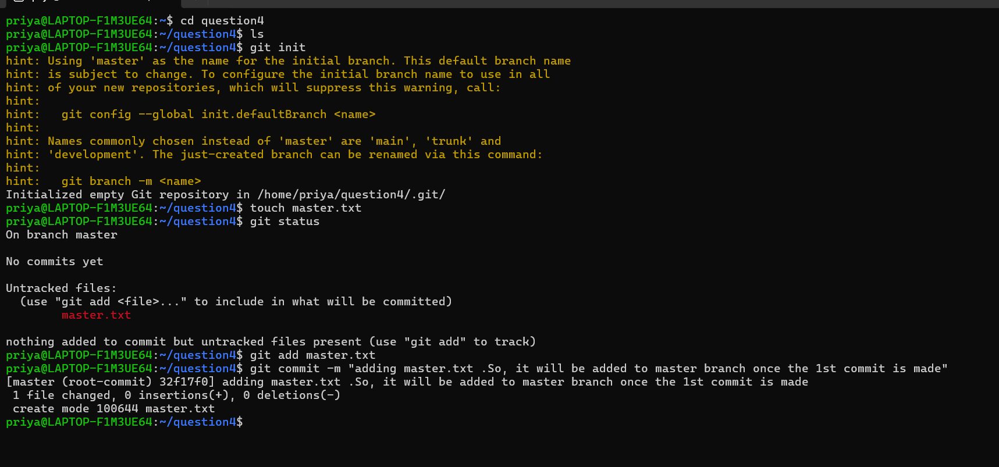 priya@LAPTOP-F1M3UE64:~$ cd question4
priya@LAPTOP-F1M3UE64:~/question4$ ls
priya@LAPTOP-F1M3UE64:~/question4$ git init
hint: Using 'master' as the name for the initial branch. This default branch name
hint: is subject to change. To configure the initial branch name to use in all
hint: of your new repositories, which will suppress this warning, call:
hint:
hint:   git config --global init.defaultBranch <name>
hint:
hint: Names commonly chosen instead of 'master' are 'main', 'trunk' and
hint: 'development'. The just-created branch can be renamed via this command:
hint:
hint:   git branch -m <name>
Initialized empty Git repository in /home/priya/question4/.git/
priya@LAPTOP-F1M3UE64:~/question4$ touch master.txt
priya@LAPTOP-F1M3UE64:~/question4$ git status
On branch master
No commits yet
Untracked files:
  (use "git add <file>..." to include in what will be committed)
        master.txt
nothing added to commit but untracked files present (use "git add" to track)
priya@LAPTOP-F1M3UE64:~/question4$ git add master.txt
priya@LAPTOP-F1M3UE64:~/question4$ git commit -m "adding master.txt .So, it will be added to master branch once the 1st commit is made"
[master (root-commit) 32f17f0] adding master.txt .So, it will be added to master branch once the 1st commit is made
 1 file changed, 0 insertions(+), 0 deletions(-)
 create mode 100644 master.txt
priya@LAPTOP-F1M3UE64:~/question4$